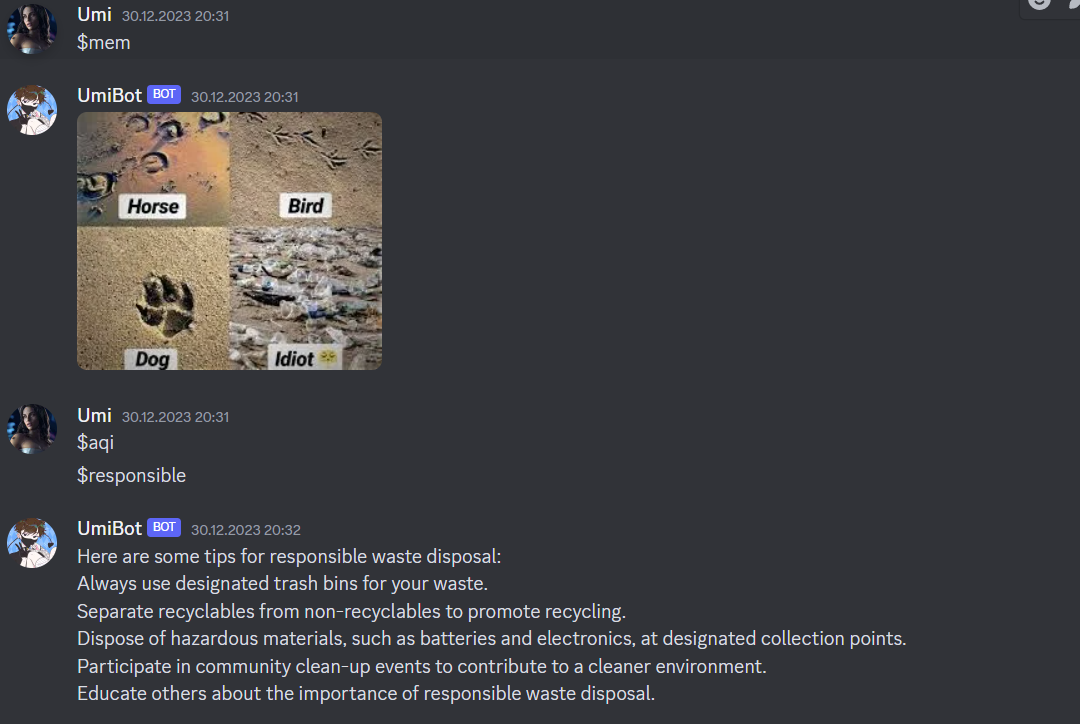 Umi 30.12.2023 20:31
$mem
UmiBot BOT 30.12.2023 20:31
Horse
Bird
Dog
Idiot 😔
Umi 30.12.2023 20:31
$aqi
$responsible
UmiBot BOT 30.12.2023 20:32
Here are some tips for responsible waste disposal:
Always use designated trash bins for your waste.
Separate recyclables from non-recyclables to promote recycling.
Dispose of hazardous materials, such as batteries and electronics, at designated collection points.
Participate in community clean-up events to contribute to a cleaner environment.
Educate others about the importance of responsible waste disposal.